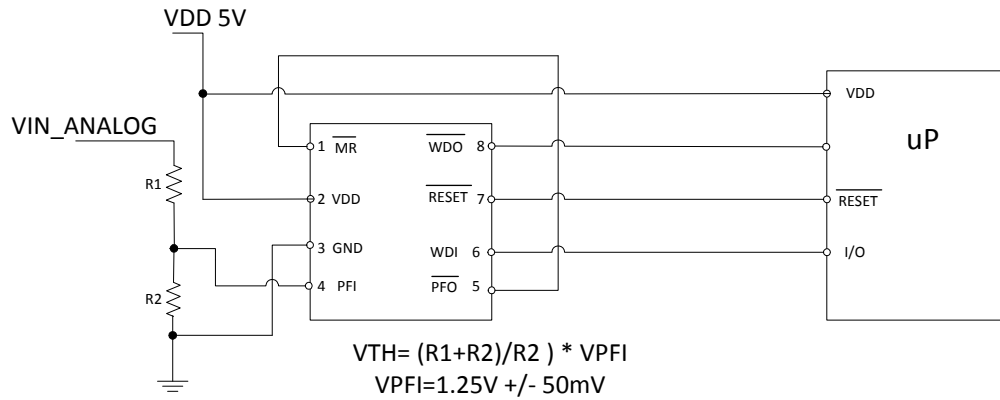 VDD 5V
VIN_ANALOG
R1
R2
1 MR
2 VDD
3 GND
4 PFI
WDO 8
RESET 7
WDI 6
PFO 5
VDD
uP
RESET
I/O
VTH= (R1+R2)/R2 ) * VPFI
VPFI=1.25V +/- 50mV